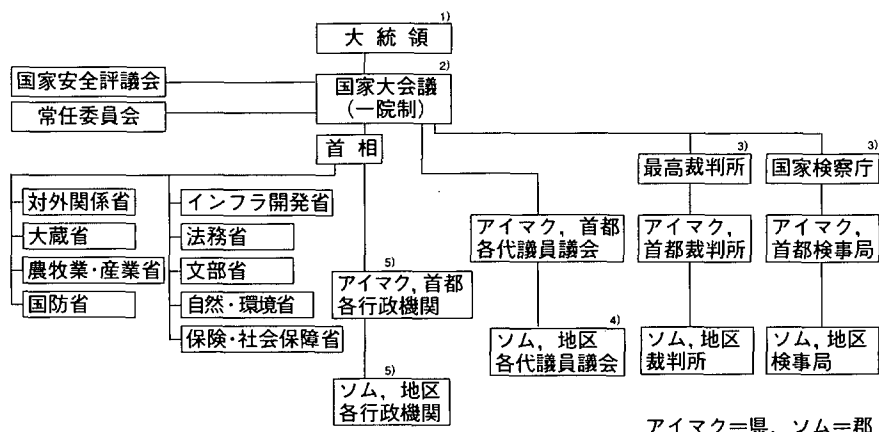 1)
大統領
国家安全評議会
2)
国家大会議
(一院制)
常任委員会
首相
3)
最高裁判所
3)
国家検察庁
対外関係省
インフラ開発省
大蔵省
法務省
農牧業・産業省
文部省
国防省
自然・環境省
保険・社会保障省
アイマク, 首都
各代議員議会
アイマク,
首都裁判所
アイマク,
首都検事局
5)
アイマク, 首都
各行政機関
4)
ソム, 地区
各代議員議会
ソム, 地区
裁判所
ソム, 地区
検事局
5)
ソム, 地区
各行政機関
アイマク=県, ソム=郡